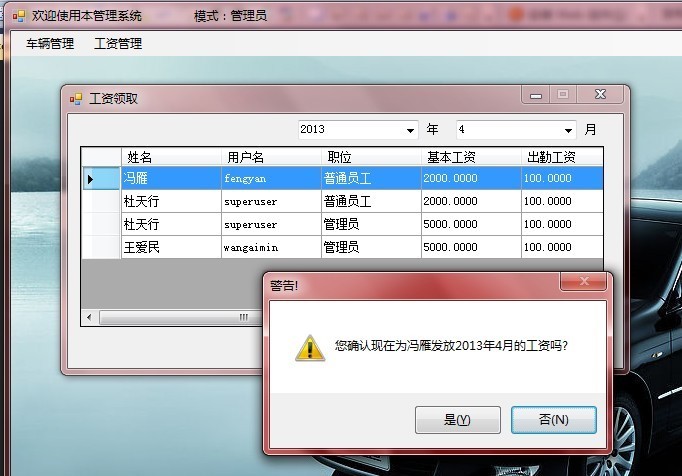 欢迎使用本管理系统 模式：管理员
车辆管理 工资管理
工资领取
2013 年 4 月
姓名 用户名 职位 基本工资 出勤工资
冯雁 fengyan 普通员工 2000.0000 100.0000
杜天行 superuser 普通员工 2000.0000 100.0000
杜天行 superuser 管理员 5000.0000 100.0000
王爱民 wangaimin 管理员 5000.0000 100.0000
警告!
您确认现在为冯雁发放2013年4月的工资吗?
是(Y) 否(N)